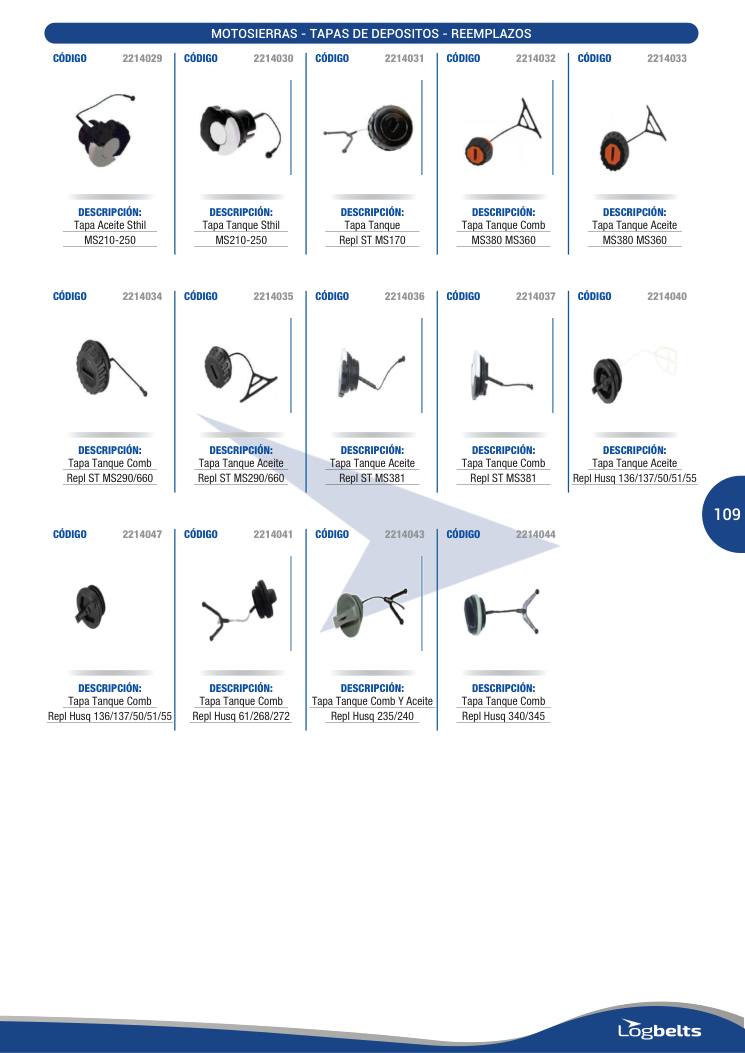 MOTOSIERRAS - TAPAS DE DEPOSITOS - REEMPLAZOS
CÓDIGO 2214029
DESCRIPCIÓN:
Tapa Aceite Sthil
MS210-250
CÓDIGO 2214030
DESCRIPCIÓN:
Tapa Tanque Sthil
MS210-250
CÓDIGO 2214031
DESCRIPCIÓN:
Tapa Tanque
Repl ST MS170
CÓDIGO 2214032
DESCRIPCIÓN:
Tapa Tanque Comb
MS380 MS360
CÓDIGO 2214033
DESCRIPCIÓN:
Tapa Tanque Aceite
MS380 MS360
CÓDIGO 2214034
DESCRIPCIÓN:
Tapa Tanque Comb
Repl ST MS290/660
CÓDIGO 2214035
DESCRIPCIÓN:
Tapa Tanque Aceite
Repl ST MS290/660
CÓDIGO 2214036
DESCRIPCIÓN:
Tapa Tanque Aceite
Repl ST MS381
CÓDIGO 2214037
DESCRIPCIÓN:
Tapa Tanque Comb
Repl ST MS381
CÓDIGO 2214040
DESCRIPCIÓN:
Tapa Tanque Aceite
Repl Husq 136/137/50/51/55
109
CÓDIGO 2214047
DESCRIPCIÓN:
Tapa Tanque Comb
Repl Husq 136/137/50/51/55
CÓDIGO 2214041
DESCRIPCIÓN:
Tapa Tanque Comb
Repl Husq 61/268/272
CÓDIGO 2214043
DESCRIPCIÓN:
Tapa Tanque Comb Y Aceite
Repl Husq 235/240
CÓDIGO 2214044
DESCRIPCIÓN:
Tapa Tanque Comb
Repl Husq 340/345
Logbelts